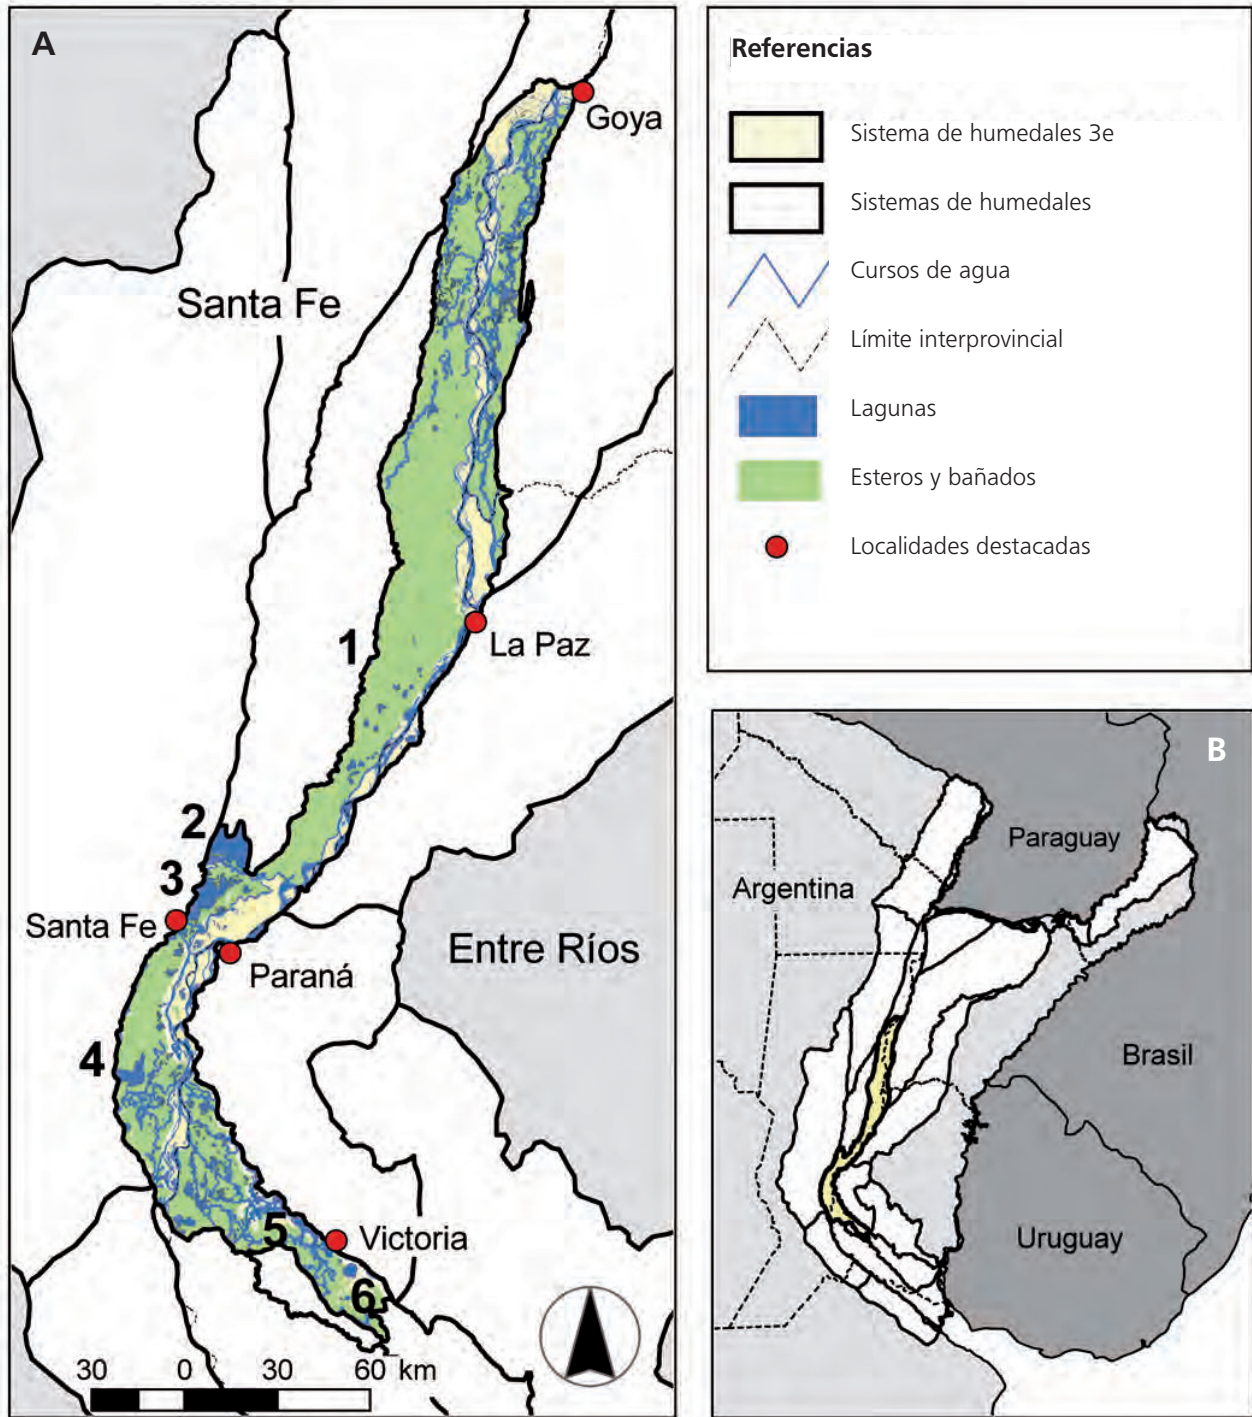 A
Goya
Santa Fe
1
La Paz
2
3
Santa Fe
Paraná
Entre Ríos
4
5
Victoria
6
30 0 30 60 km
Referencias
Sistema de humedales 3e
Sistemas de humedales
Cursos de agua
Límite interprovincial
Lagunas
Esteros y bañados
Localidades destacadas
B
Paraguay
Argentina
Brasil
Uruguay